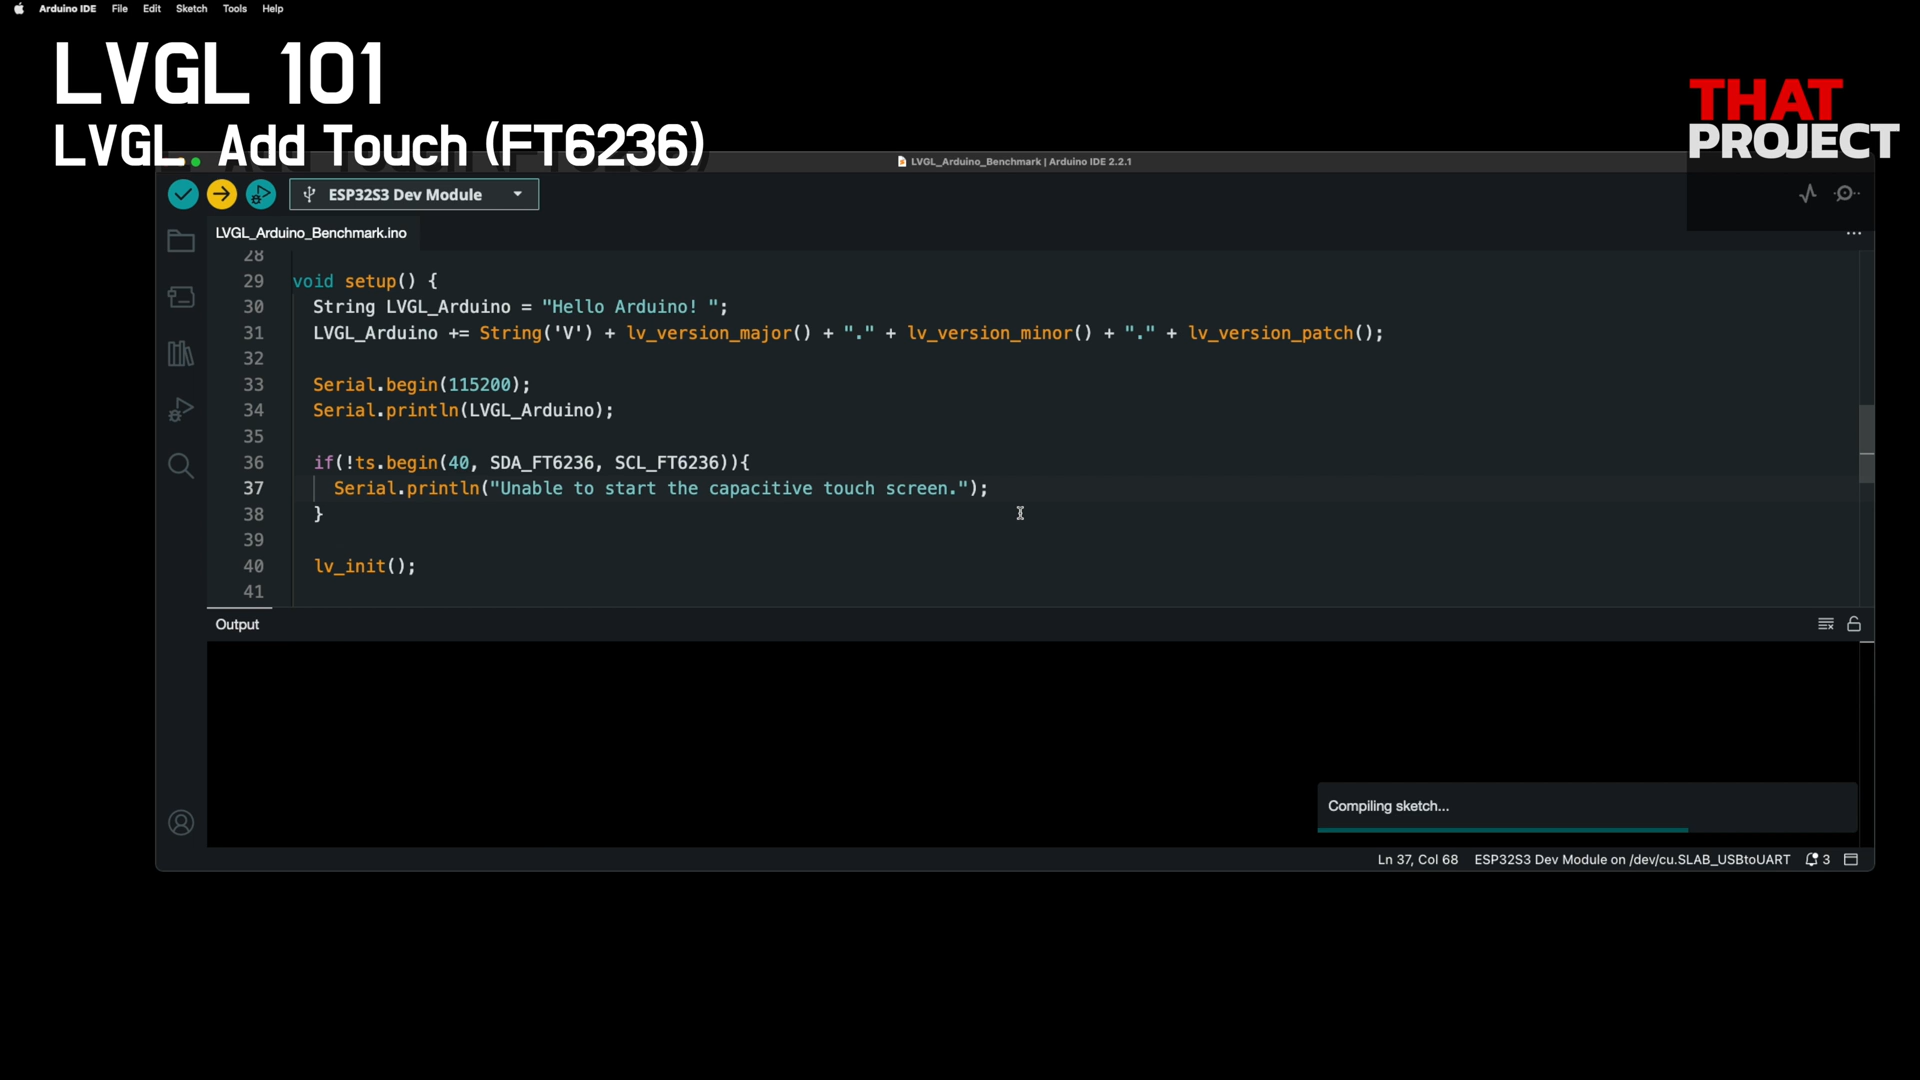 Arduino IDE File Edit Sketch Tools Help
LVGL 101
LVGL. Add Touch (FT6236)
THAT
PROJECT
LVGL_Arduino_Benchmark | Arduino IDE 2.2.1
ESP32S3 Dev Module
LVGL_Arduino_Benchmark.ino
28
29 void setup() {
30 String LVGL_Arduino = "Hello Arduino! ";
31 LVGL_Arduino += String('V') + lv_version_major() + "." + lv_version_minor() + "." + lv_version_patch();
32
33 Serial.begin(115200);
34 Serial.println(LVGL_Arduino);
35
36 if(!ts.begin(40, SDA_FT6236, SCL_FT6236)){
37 Serial.println("Unable to start the capacitive touch screen.");
38 }
39
40 lv_init();
41
Output
Compiling sketch...
Ln 37, Col 68 ESP32S3 Dev Module on /dev/cu.SLAB_USBtoUART 3